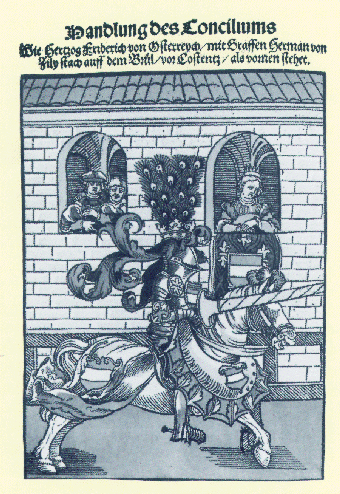 Handlung des Conciliums
Wie Hertzog Friderich von Osterreych / mit Graffen Herman von
Zily stach auff dem Brül / vor Costentz / als vornen stehet.